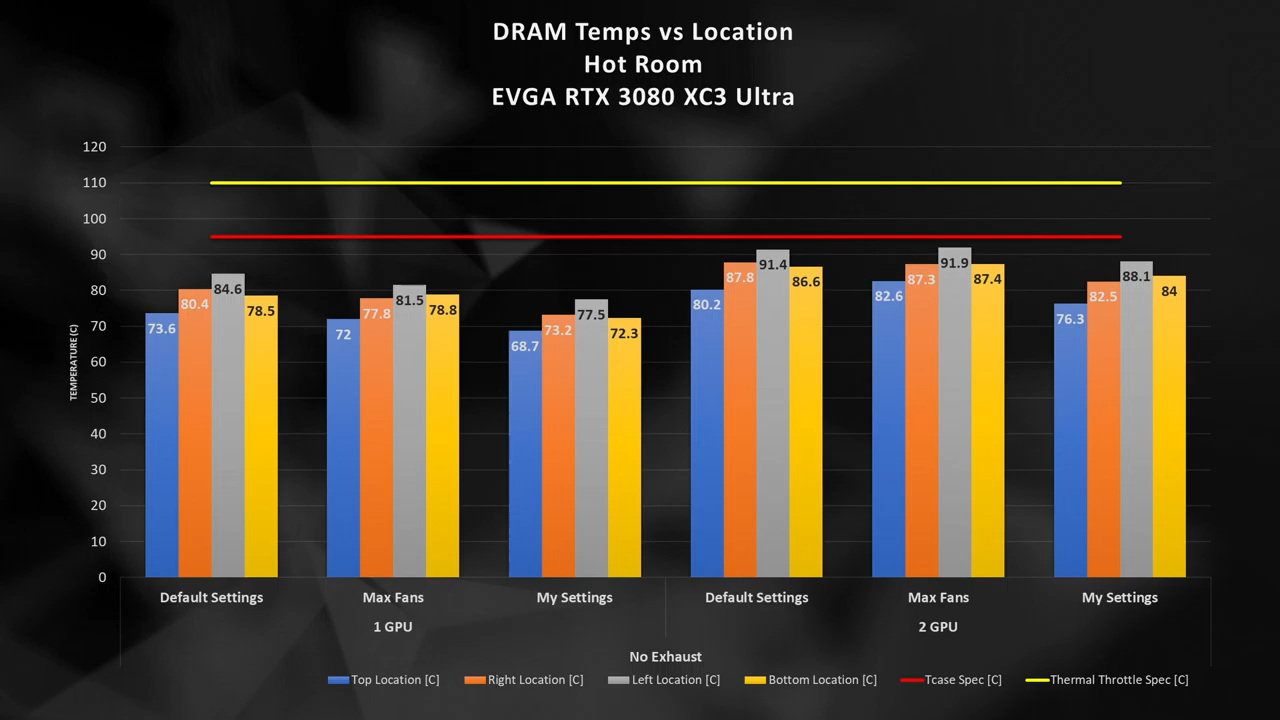 DRAM Temps vs Location
Hot Room
EVGA RTX 3080 XC3 Ultra
TEMPERATURE(C)
120
110
100
90
80
70
60
50
40
30
20
10
0
73.6 80.4 84.6 78.5
72 77.8 81.5 78.8
68.7 73.2 77.5 72.3
80.2 87.8 91.4 86.6
82.6 87.3 91.9 87.4
76.3 82.5 88.1 84
Default Settings Max Fans My Settings Default Settings Max Fans My Settings
1 GPU 2 GPU
No Exhaust
Top Location [C] Right Location [C] Left Location [C] Bottom Location [C] Tcase Spec [C] Thermal Throttle Spec [C]